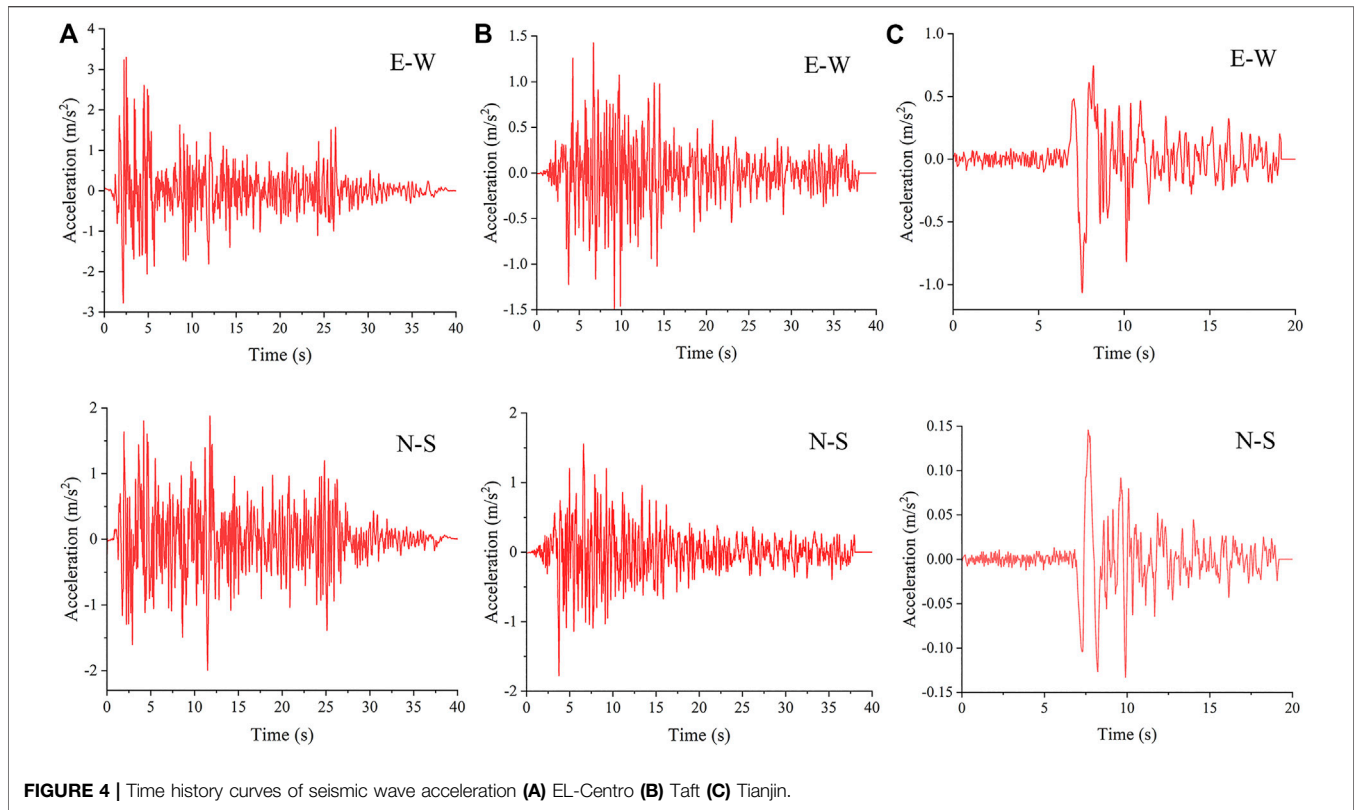 A
E-W
Acceleration (m/s²)
4
3
2
1
0
-1
-2
-3
0 5 10 15 20 25 30 35 40
Time (s)
B
E-W
Acceleration (m/s²)
1.5
1.0
0.5
0.0
-0.5
-1.0
-1.5
0 5 10 15 20 25 30 35 40
Time (s)
C
E-W
Acceleration (m/s²)
1.0
0.5
0.0
-0.5
-1.0
0 5 10 15 20
Time (s)
N-S
Acceleration (m/s²)
2
1
0
-1
-2
0 5 10 15 20 25 30 35 40
Time (s)
N-S
Acceleration (m/s²)
2
1
0
-1
2
0 5 10 15 20 25 30 35 40
Time (s)
N-S
Acceleration (m/s²)
0.15
0.10
0.05
0.00
-0.05
-0.10
-0.15
0 5 10 15 20
Time (s)
FIGURE 4 | Time history curves of seismic wave acceleration (A) EL-Centro (B) Taft (C) Tianjin.